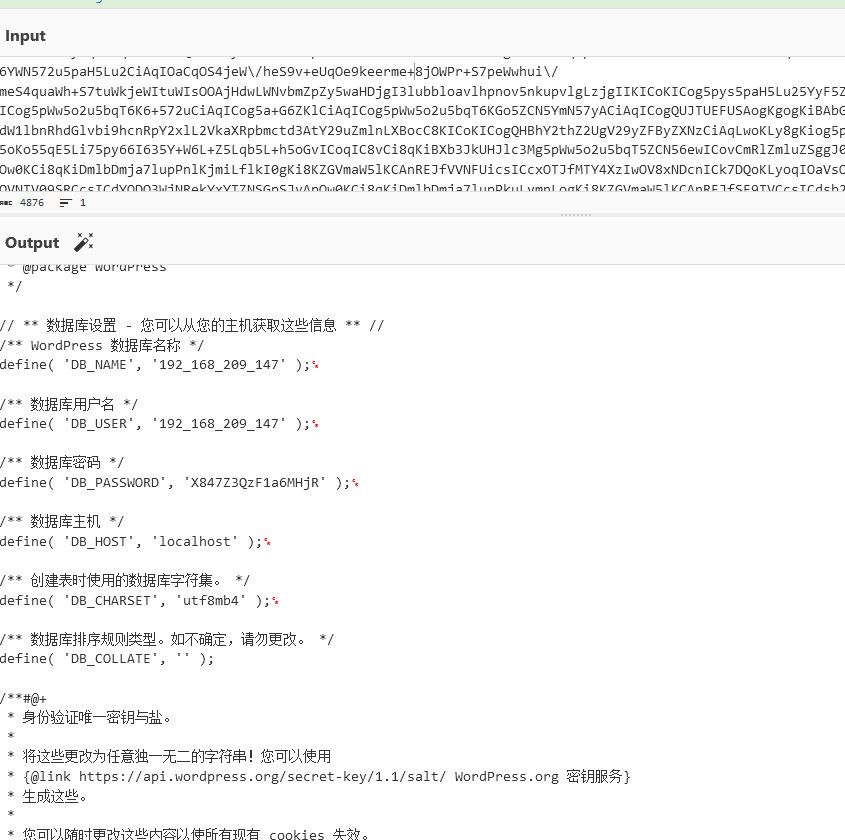 Input
6YWN572u5paH5Lu2CiAqIOaCqOS4jeW\/heS9v+eUqOe9keerme+8jOWPr+S7peWwhui\/
meS4quaWh+S7tuWkjeWItuWIsOOAjHdwLWNvbmZpZy5waHDjgI3lubbloavlhpnov5nkupvlgLzjgIIKICoKICog5pys5paH5Lu25YyF5Z
ICog5pWw5o2u5bqT6K6+572uCiAqICog5a+G6ZKlCiAqICog5pWw5o2u5bqT6KGo5ZCN5YmN57yACiAqICogQUJTUEFUSAogKgogKiBAbG
5oKo55qE5Li75py66I635Y+W6L+Z5Lqb5L+h5oGvICoqIC8vCi8qKiBXb3JkUHJlc3Mg5pWw5o2u5bqT5ZCN56ewICovCmRlZmluZSggJ0
4876 1
Output
* @package WordPress
*/
// ** 数据库设置 - 您可以从您的主机获取这些信息 ** //
/** WordPress 数据库名称 */
define( 'DB_NAME', '192_168_209_147' );
/** 数据库用户名 */
define( 'DB_USER', '192_168_209_147' );
/** 数据库密码 */
define( 'DB_PASSWORD', 'X847Z3QzF1a6MHjR' );
/** 数据库主机 */
define( 'DB_HOST', 'localhost' );
/** 创建表时使用的数据库字符集。 */
define( 'DB_CHARSET', 'utf8mb4' );
/** 数据库排序规则类型。如不确定，请勿更改。 */
define( 'DB_COLLATE', '' );
/**#@+
* 身份验证唯一密钥与盐。
*
* 将这些更改为任意独一无二的字符串！您可以使用
* {@link https://api.wordpress.org/secret-key/1.1/salt/ WordPress.org 密钥服务}
* 生成这些。
*
* 您可以随时更改这些内容以使所有现有 cookies 失效。